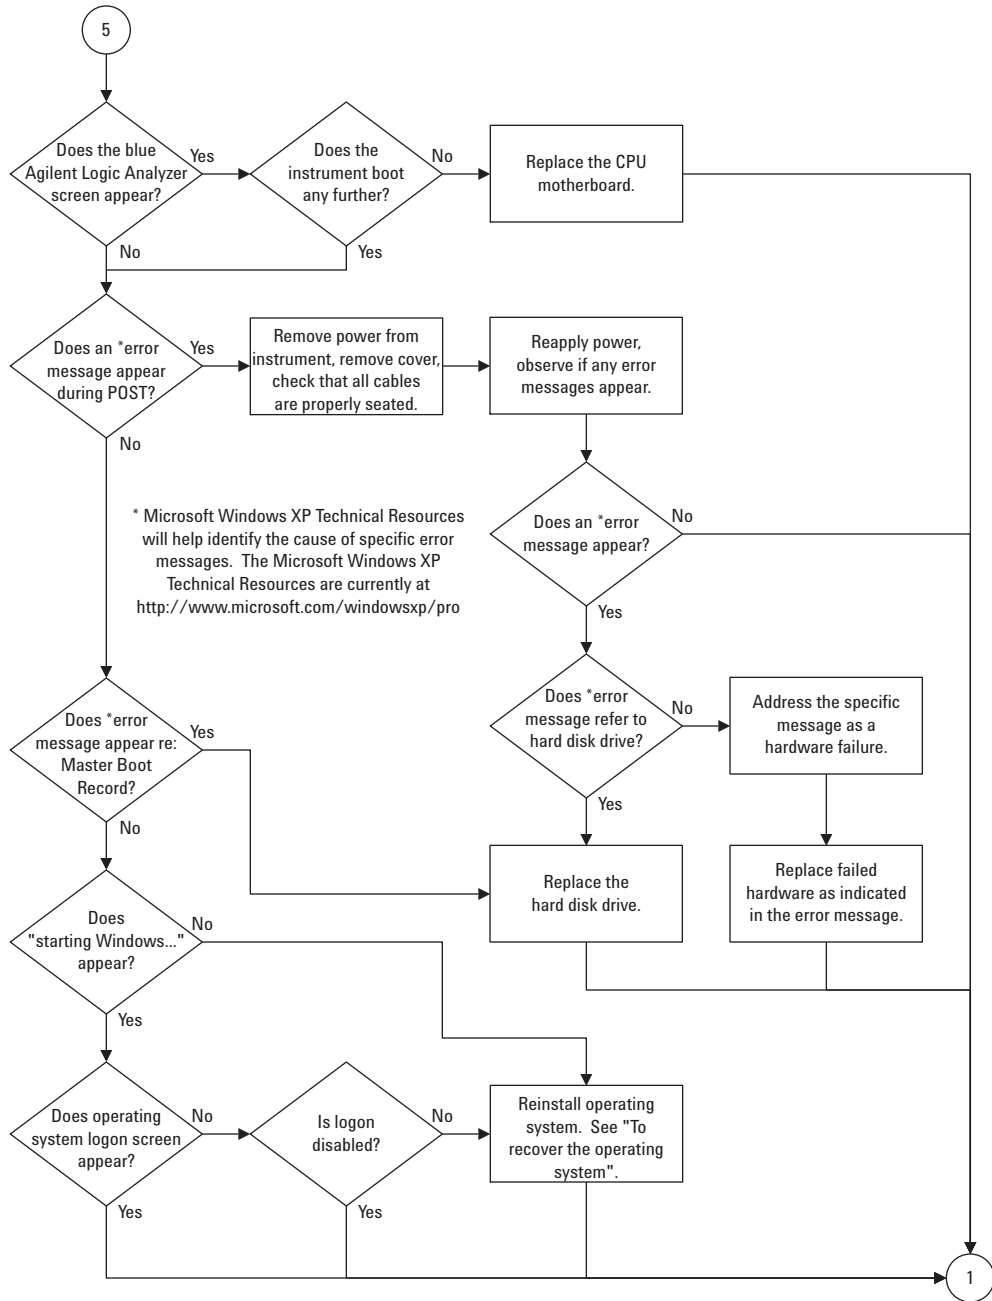 5
Does the blue
Agilent Logic Analyzer
screen appear?
Yes
Does the
instrument boot
any further?
No
Replace the CPU
motherboard.
No
Yes
Does an *error
message appear
during POST?
Yes
Remove power from
instrument, remove cover,
check that all cables
are properly seated.
Reapply power,
observe if any error
messages appear.
No
* Microsoft Windows XP Technical Resources
will help identify the cause of specific error
messages. The Microsoft Windows XP
Technical Resources are currently at
http://www.microsoft.com/windowsxp/pro
Does an *error
message appear?
No
Yes
Does *error
message refer to
hard disk drive?
No
Address the specific
message as a
hardware failure.
Yes
Does *error
message appear re:
Master Boot
Record?
Yes
No
Replace the
hard disk drive.
Replace failed
hardware as indicated
in the error message.
Does
"starting Windows..."
appear?
No
Yes
Does operating
system logon screen
appear?
No
Is logon
disabled?
No
Reinstall operating
system. See "To
recover the operating
system".
Yes
Yes
1